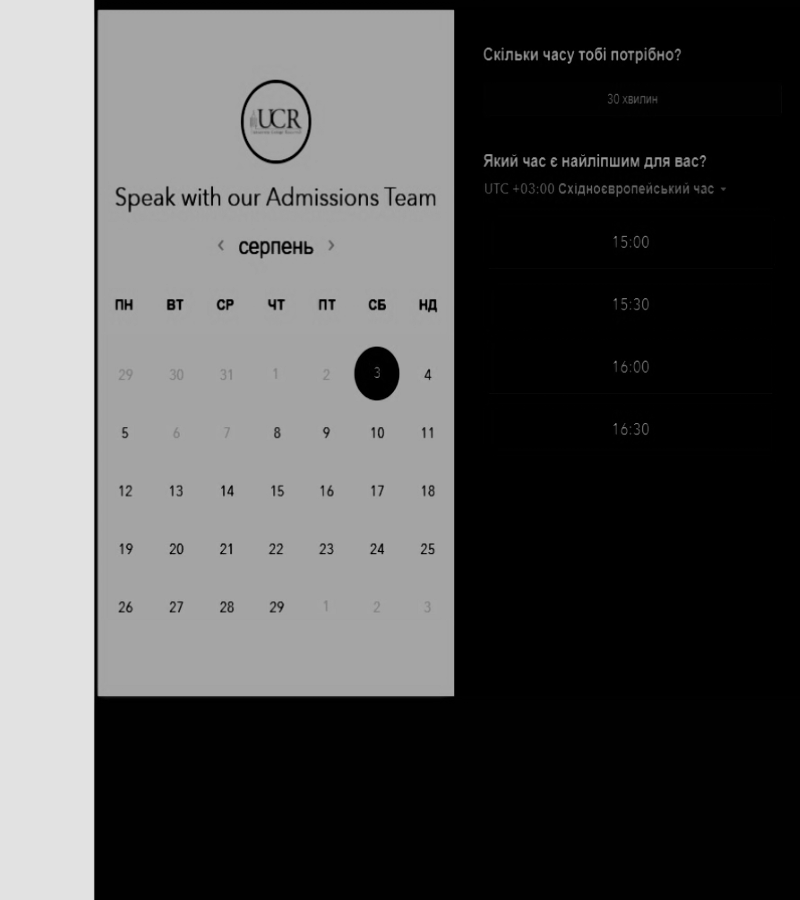 UCR
Speak with our Admissions Team
‹ серпень ›
ПН ВТ СР ЧТ ПТ СБ НД
29 30 31 1 2 3 4
5 6 7 8 9 10 11
12 13 14 15 16 17 18
19 20 21 22 23 24 25
26 27 28 29 1 2 3
Скільки часу тобі потрібно?
30 хвилин
Який час є найліпшим для вас?
UTC +03:00 Східноєвропейський час
15:00
15:30
16:00
16:30